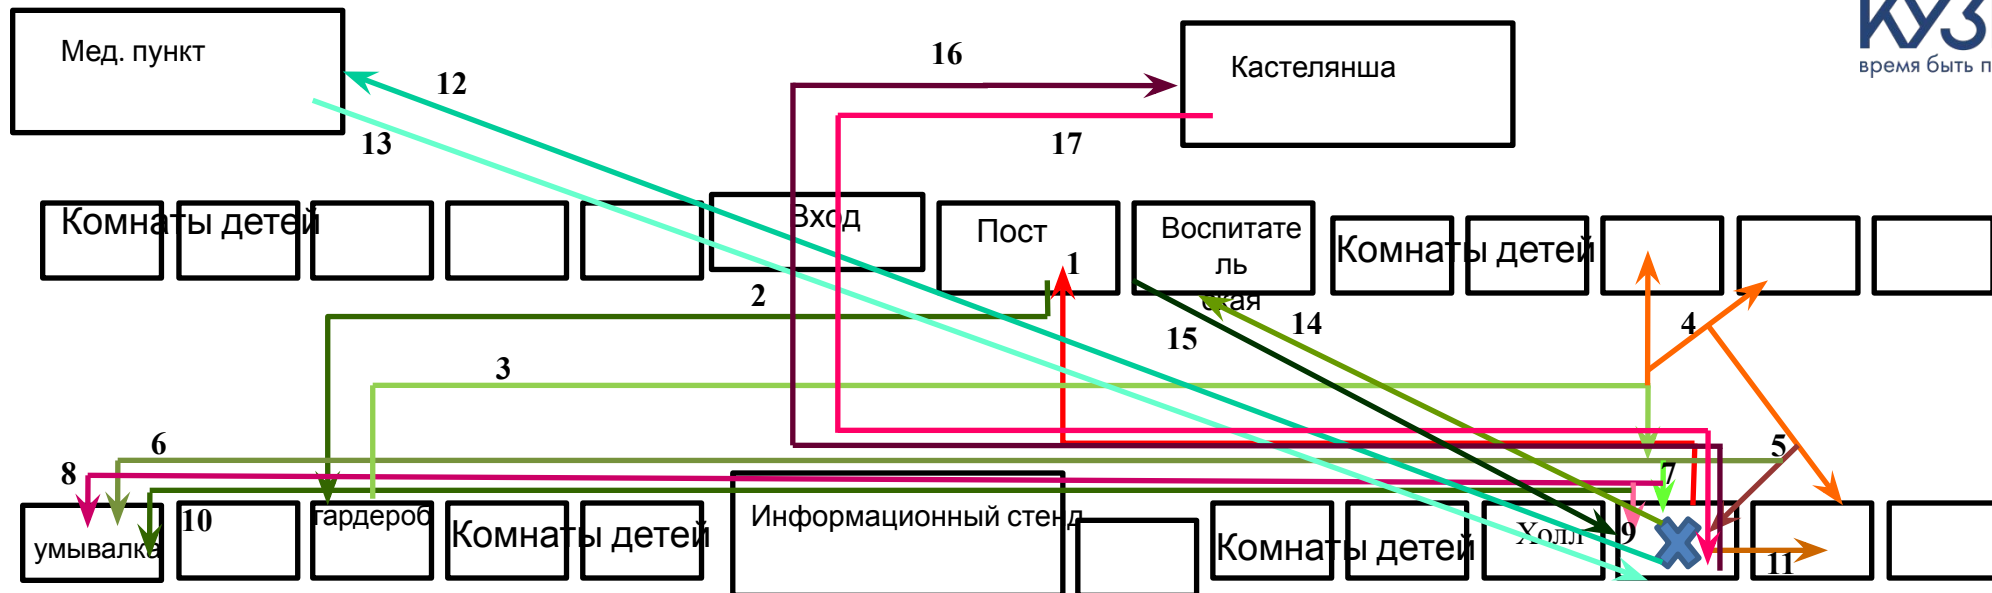 КУЗ
время быть п
Мед. пункт
16
Кастелянша
12
13
17
Комнаты детей
Вход
Пост
Воспитате
ль
ская
Комнаты детей
1
2
14
15
4
3
6
5
8
7
10
умывалка
гардероб
Комнаты детей
Информационный стенд
Комнаты детей
Холл
9
11